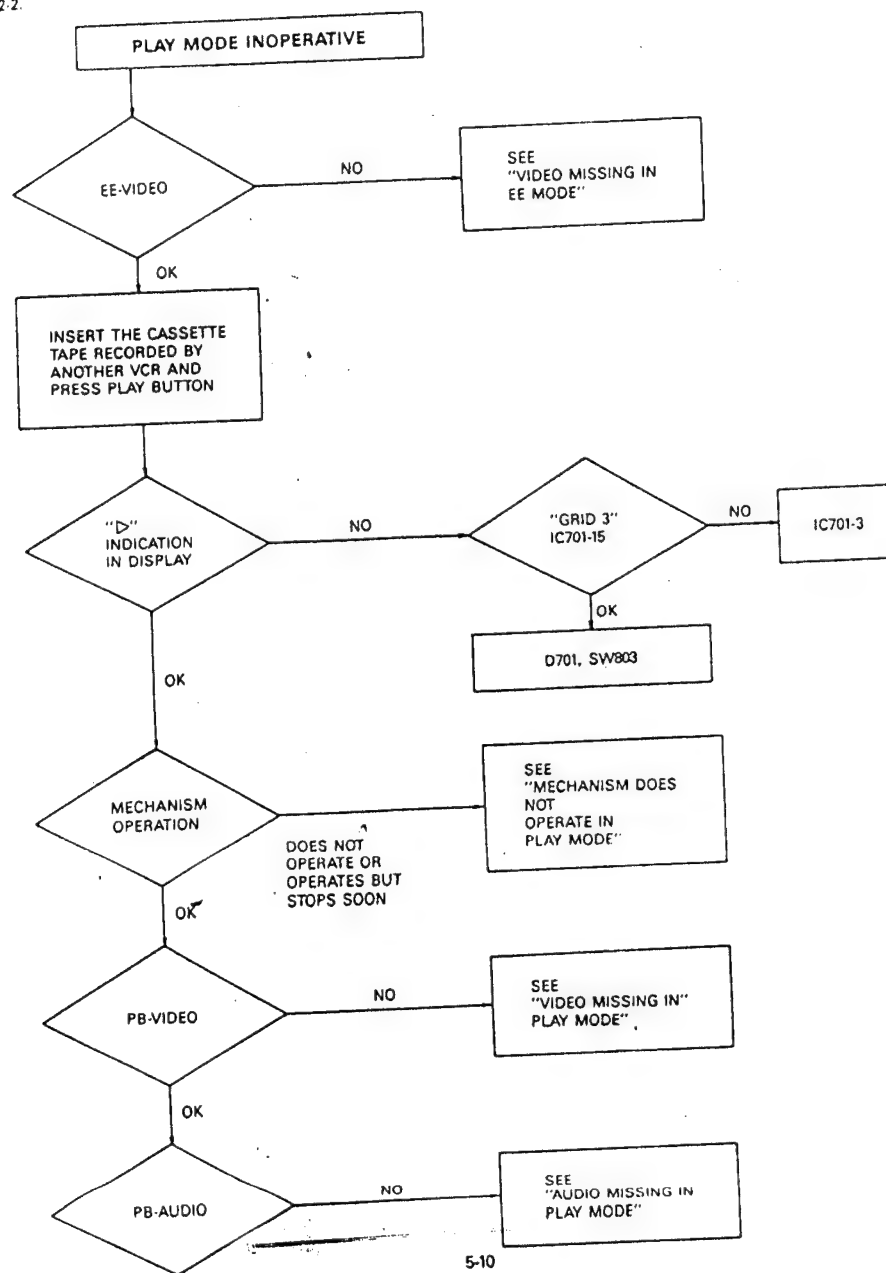 2-2.
PLAY MODE INOPERATIVE
EE-VIDEO
NO
SEE
"VIDEO MISSING IN
EE MODE"
OK
INSERT THE CASSETTE
TAPE RECORDED BY
ANOTHER VCR AND
PRESS PLAY BUTTON
"▷"
INDICATION
IN DISPLAY
NO
"GRID 3"
IC701-15
NO
IC701-3
OK
D701, SW803
OK
MECHANISM
OPERATION
DOES NOT
OPERATE OR
OPERATES BUT
STOPS SOON
SEE
"MECHANISM DOES
NOT
OPERATE IN
PLAY MODE"
OK
PB-VIDEO
NO
SEE
"VIDEO MISSING IN"
PLAY MODE"
OK
PB-AUDIO
NO
SEE
"AUDIO MISSING IN
PLAY MODE"
5-10